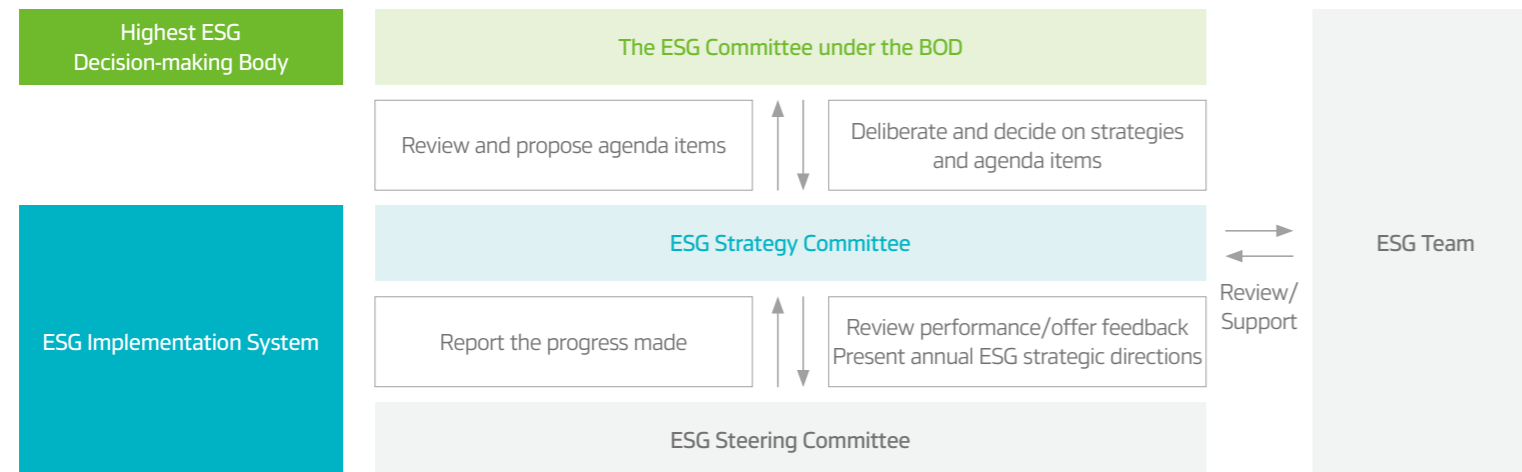 Highest ESG
Decision-making Body
The ESG Committee under the BOD
Review and propose agenda items
Deliberate and decide on strategies
and agenda items
ESG Implementation System
ESG Strategy Committee
Report the progress made
Review performance/offer feedback
Present annual ESG strategic directions
ESG Steering Committee
Review/
Support
ESG Team